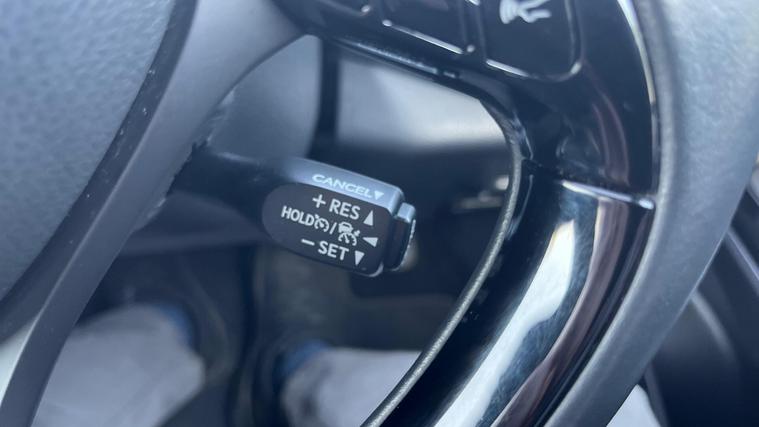 CANCEL▼
+ RES ▲
HOLD / ◀
− SET ▼